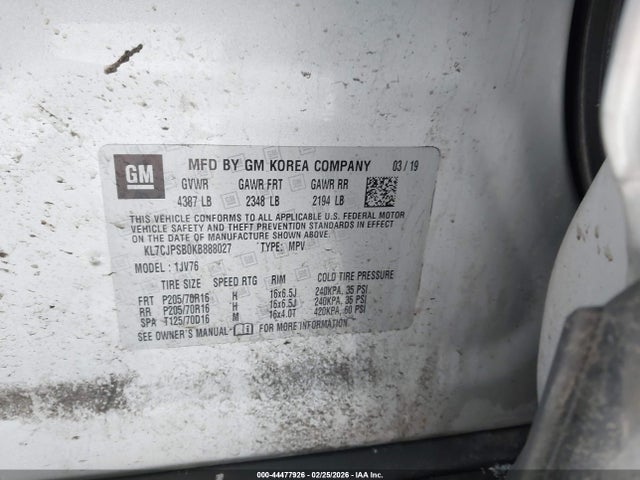 GM
MFD BY GM KOREA COMPANY 03/19
GVWR GAWR FRT GAWR RR
4387 LB 2348 LB 2194 LB
THIS VEHICLE CONFORMS TO ALL APPLICABLE U.S. FEDERAL MOTOR
VEHICLE SAFETY AND THEFT PREVENTION STANDARDS IN EFFECT
ON THE DATE OF MANUFACTURE SHOWN ABOVE.
KL7CJPSB0KB888027 TYPE: MPV
MODEL: 1JV76
TIRE SIZE SPEED RTG RIM COLD TIRE PRESSURE
FRT P205/70R16 H 16x6.5J 240KPA, 35 PSI
RR P205/70R16 H 16x6.5J 240KPA, 35 PSI
SPA T125/70D16 M 16x4.0T 420KPA, 60 PSI
SEE OWNER'S MANUAL FOR MORE INFORMATION
000-44477926 - 02/25/2026 - IAAI.COM